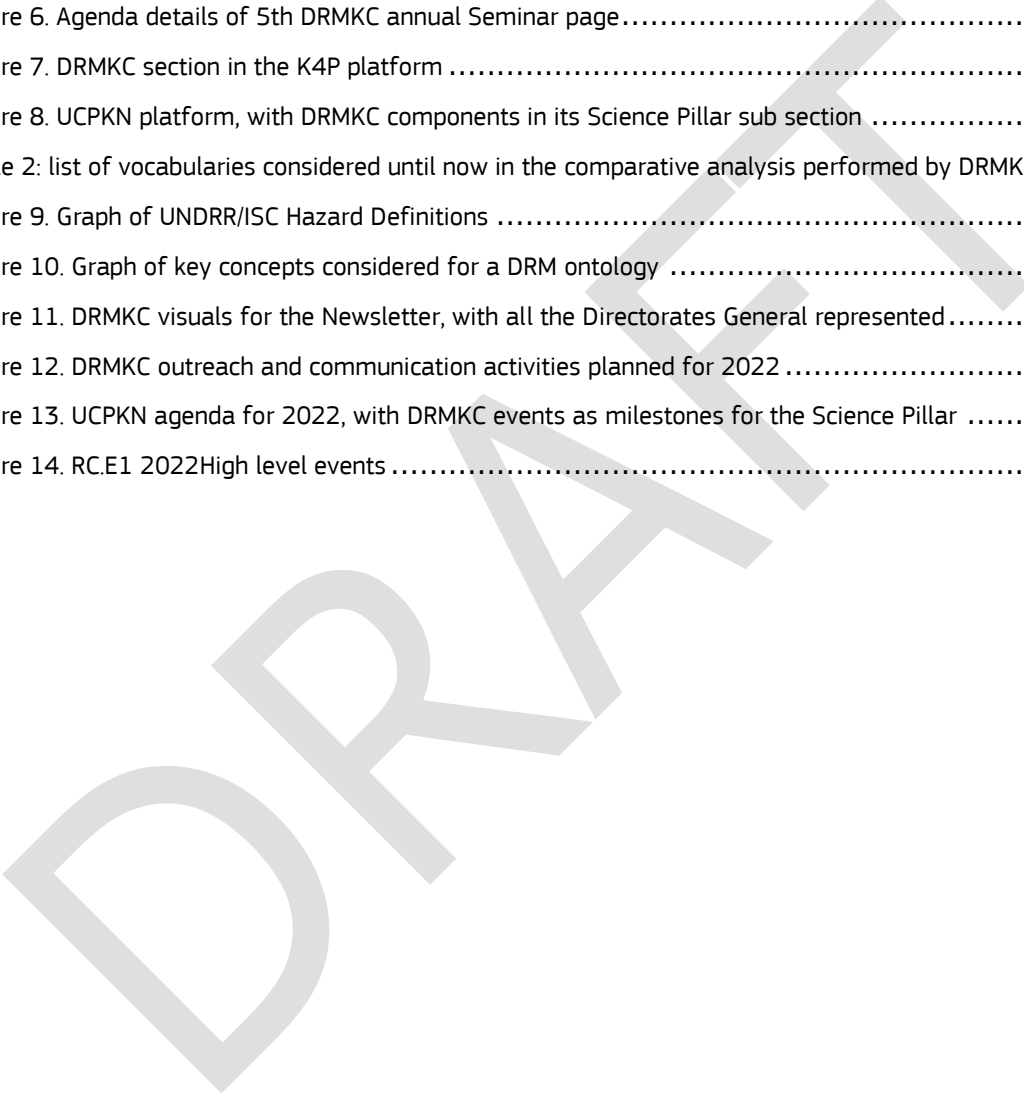 re 6. Agenda details of 5th DRMKC annual Seminar page....................................................
re 7. DRMKC section in the K4P platform ..........................................................................
re 8. UCPKN platform, with DRMKC components in its Science Pillar sub section ...................
e 2: list of vocabularies considered until now in the comparative analysis performed by DRMK
re 9. Graph of UNDRR/ISC Hazard Definitions ....................................................................
re 10. Graph of key concepts considered for a DRM ontology .............................................
re 11. DRMKC visuals for the Newsletter, with all the Directorates General represented........
re 12. DRMKC outreach and communication activities planned for 2022..............................
re 13. UCPKN agenda for 2022, with DRMKC events as milestones for the Science Pillar ......
re 14. RC.E1 2022High level events.................................................................................
DRAFT